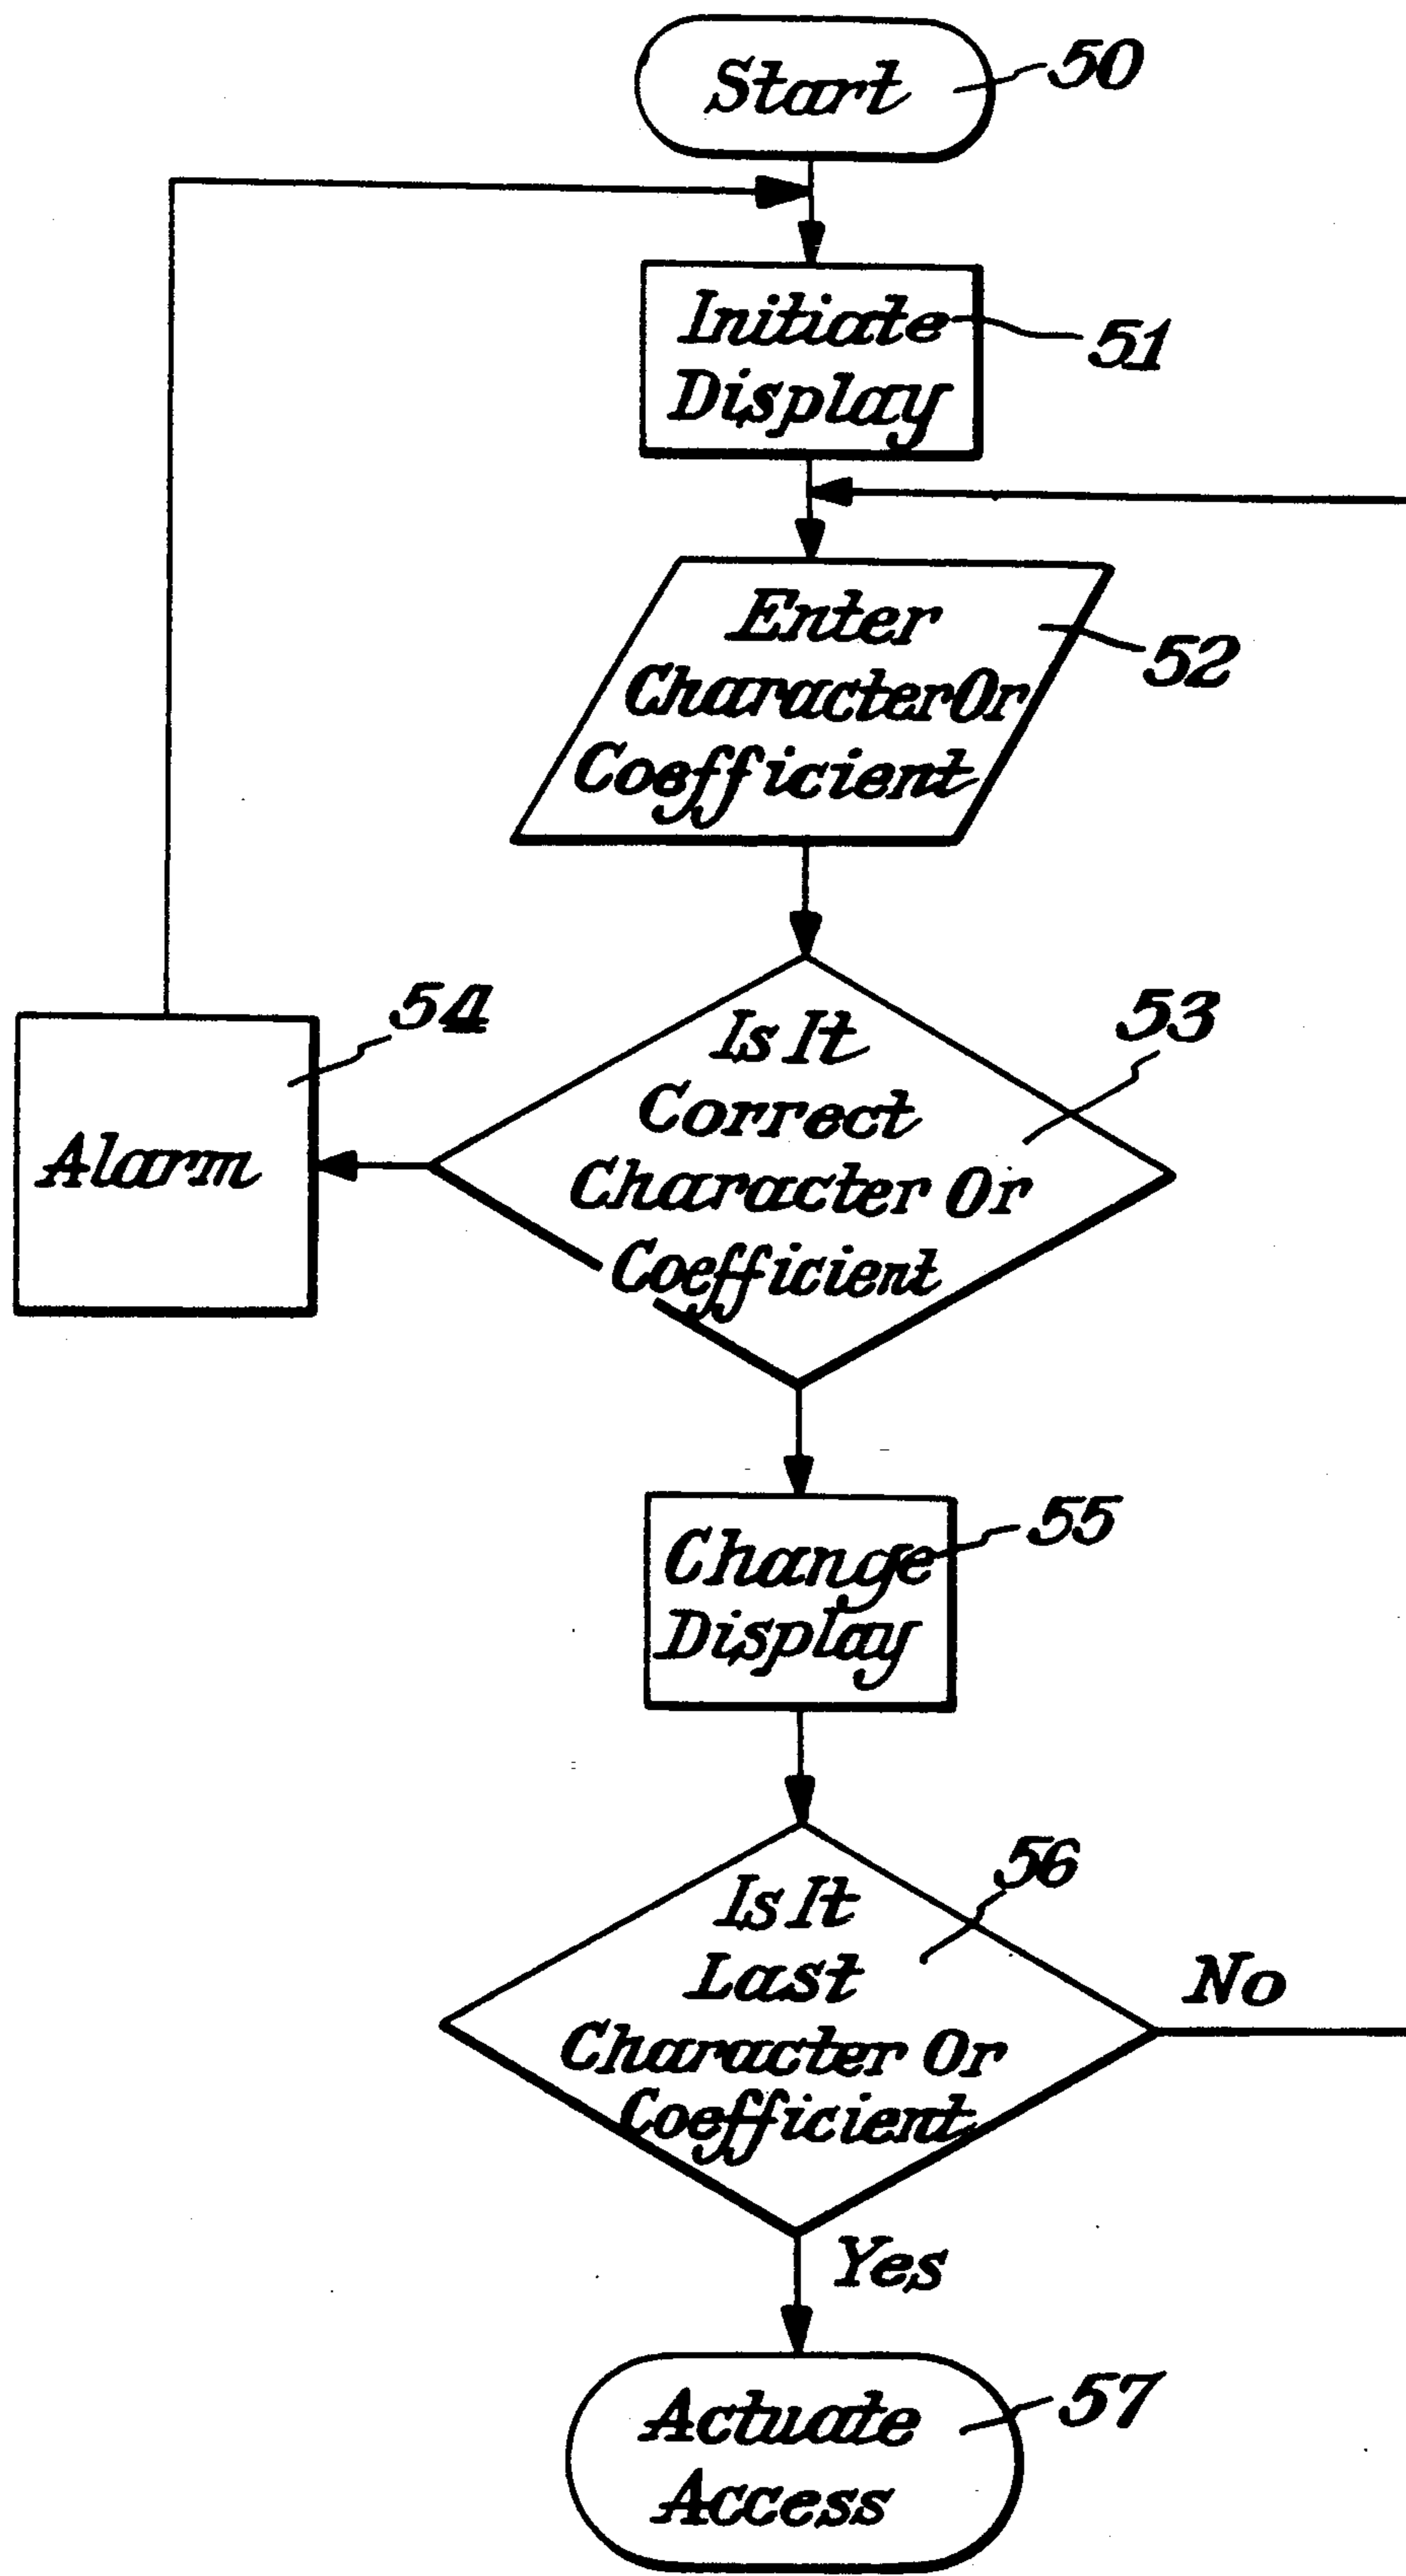 Start
50
Initiate
Display
51
Enter
Character Or
Coefficient
52
Is It
Correct
Character Or
Coefficient
53
54
Alarm
Change
Display
55
Is It
Last
Character Or
Coefficient
56
No
Yes
Actuate
Access
57